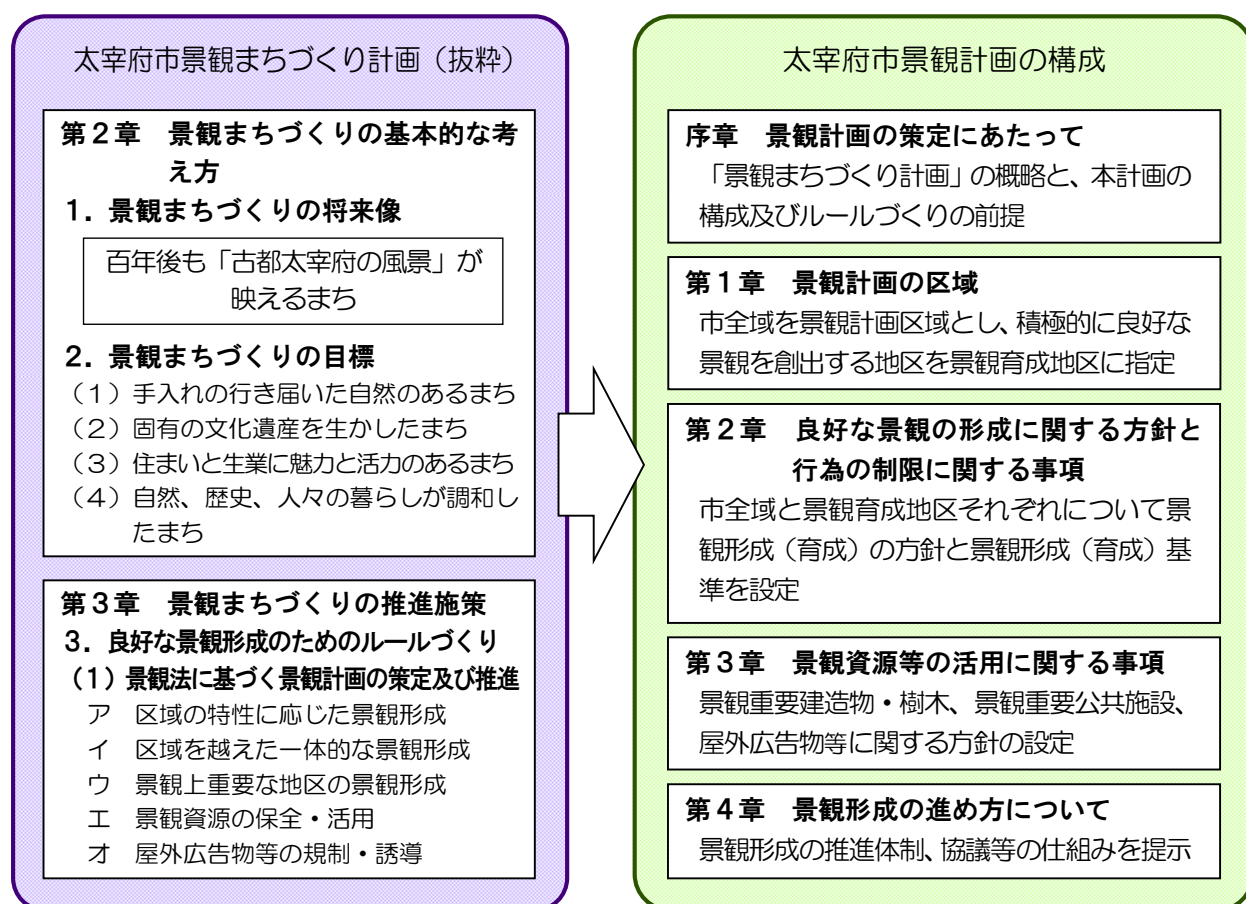 太宰府市景観まちづくり計画（抜粋）
第２章　景観まちづくりの基本的な考
え方
１．景観まちづくりの将来像
百年後も「古都太宰府の風景」が
映えるまち
２．景観まちづくりの目標
（１）手入れの行き届いた自然のあるまち
（２）固有の文化遺産を生かしたまち
（３）住まいと生業に魅力と活力のあるまち
（４）自然、歴史、人々の暮らしが調和し
たまち
第３章　景観まちづくりの推進施策
３．良好な景観形成のためのルールづくり
（１）景観法に基づく景観計画の策定及び推進
ア　区域の特性に応じた景観形成
イ　区域を越えた一体的な景観形成
ウ　景観上重要な地区の景観形成
エ　景観資源の保全・活用
オ　屋外広告物等の規制・誘導
太宰府市景観計画の構成
序章　景観計画の策定にあたって
「景観まちづくり計画」の概略と、本計画の
構成及びルールづくりの前提
第１章　景観計画の区域
市全域を景観計画区域とし、積極的に良好な
景観を創出する地区を景観育成地区に指定
第２章　良好な景観の形成に関する方針と
行為の制限に関する事項
市全域と景観育成地区それぞれについて景
観形成（育成）の方針と景観形成（育成）基
準を設定
第３章　景観資源等の活用に関する事項
景観重要建造物・樹木、景観重要公共施設、
屋外広告物等に関する方針の設定
第４章　景観形成の進め方について
景観形成の推進体制、協議等の仕組みを提示